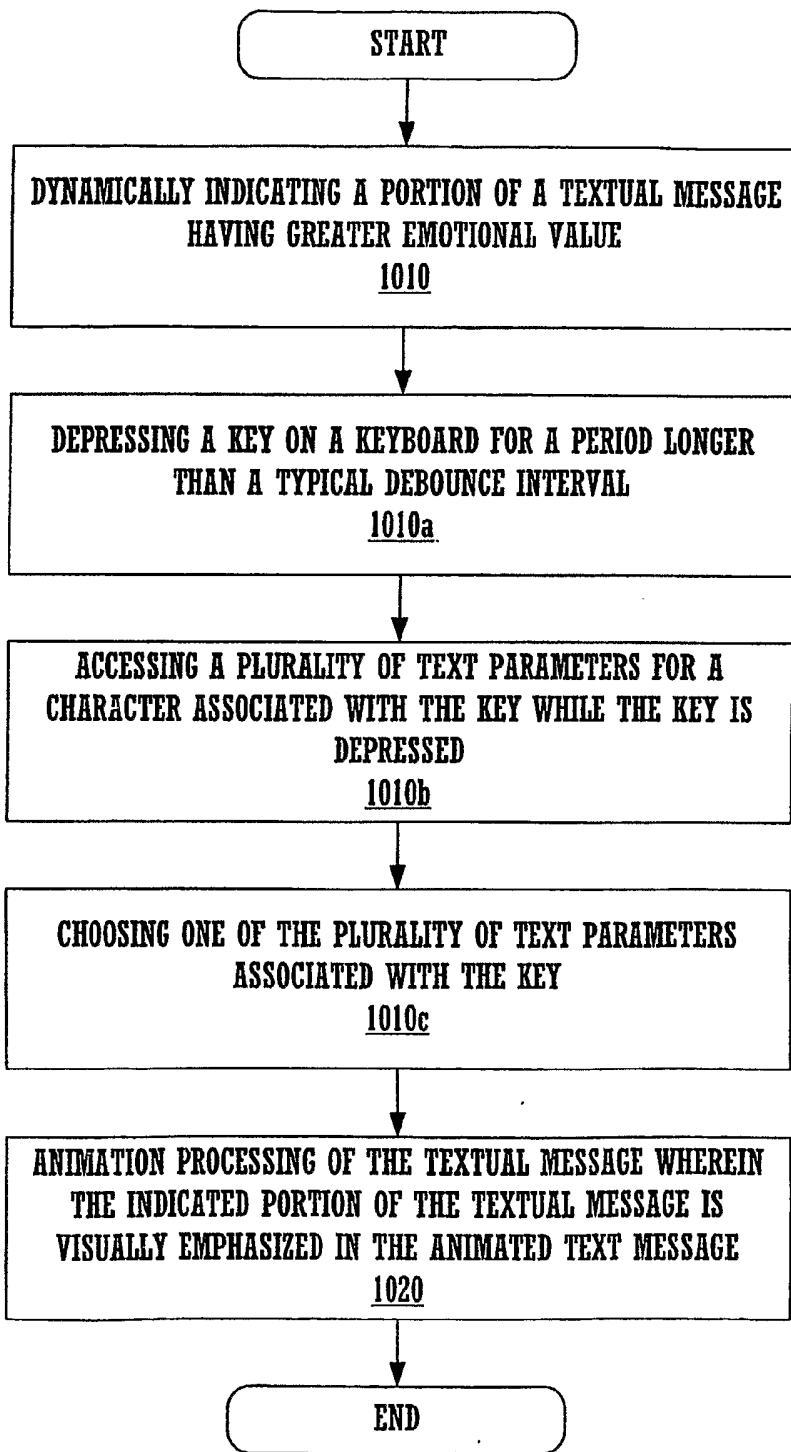 START
DYNAMICALLY INDICATING A PORTION OF A TEXTUAL MESSAGE
HAVING GREATER EMOTIONAL VALUE
1010
DEPRESSING A KEY ON A KEYBOARD FOR A PERIOD LONGER
THAN A TYPICAL DEBOUNCE INTERVAL
1010a
ACCESSING A PLURALITY OF TEXT PARAMETERS FOR A
CHARACTER ASSOCIATED WITH THE KEY WHILE THE KEY IS
DEPRESSED
1010b
CHOOSING ONE OF THE PLURALITY OF TEXT PARAMETERS
ASSOCIATED WITH THE KEY
1010c
ANIMATION PROCESSING OF THE TEXTUAL MESSAGE WHEREIN
THE INDICATED PORTION OF THE TEXTUAL MESSAGE IS
VISUALLY EMPHASIZED IN THE ANIMATED TEXT MESSAGE
1020
END